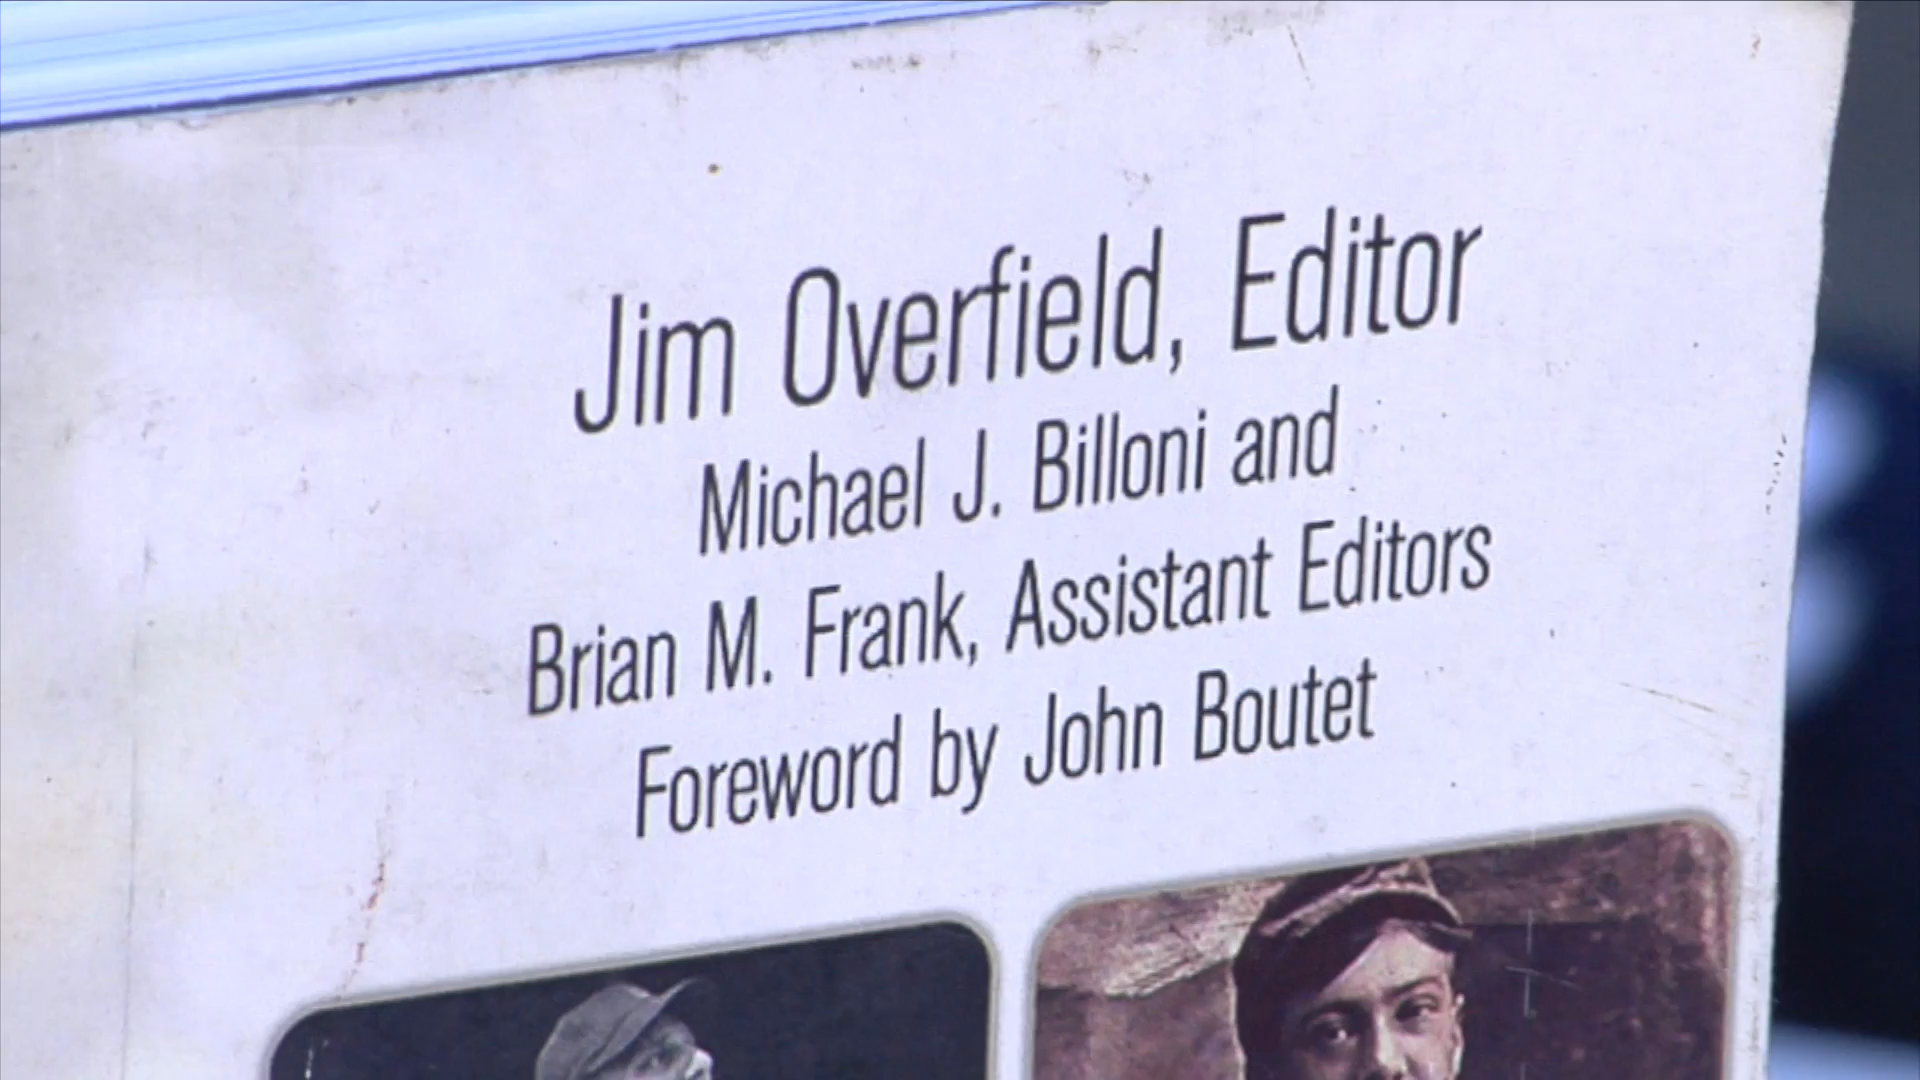 Jim Overfield, Editor
Michael J. Billoni and
Brian M. Frank, Assistant Editors
Foreword by John Boutet